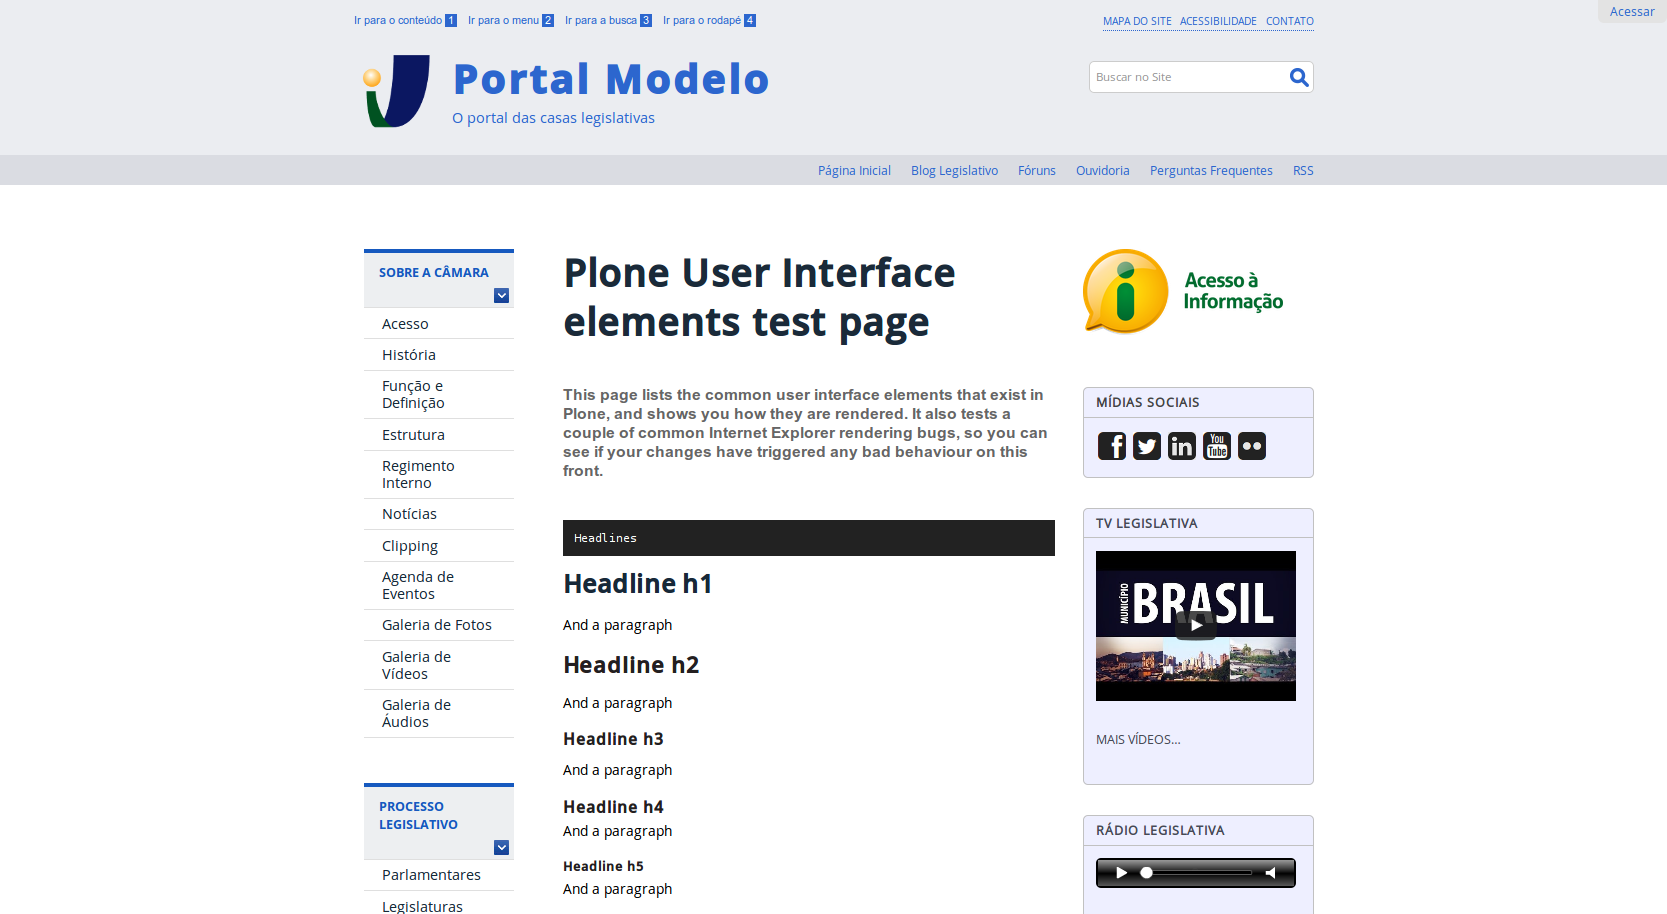 Ir para o conteúdo 1 Ir para o menu 2 Ir para a busca 3 Ir para o rodapé 4
MAPA DO SITE ACESSIBILIDADE CONTATO
Acessar
Portal Modelo
O portal das casas legislativas
Buscar no Site
Página Inicial Blog Legislativo Fóruns Ouvidoria Perguntas Frequentes RSS
SOBRE A CÂMARA
Acesso
História
Função e
Definição
Estrutura
Regimento
Interno
Notícias
Clipping
Agenda de
Eventos
Galeria de Fotos
Galeria de
Vídeos
Galeria de
Áudios
PROCESSO
LEGISLATIVO
Parlamentares
Legislaturas
Plone User Interface
elements test page
This page lists the common user interface elements that exist in
Plone, and shows you how they are rendered. It also tests a
couple of common Internet Explorer rendering bugs, so you can
see if your changes have triggered any bad behaviour on this
front.
Headlines
Headline h1
And a paragraph
Headline h2
And a paragraph
Headline h3
And a paragraph
Headline h4
And a paragraph
Headline h5
And a paragraph
Acesso à
Informação
MÍDIAS SOCIAIS
You
Tube
TV LEGISLATIVA
MUNICÍPIO
BRASIL
MAIS VÍDEOS...
RÁDIO LEGISLATIVA